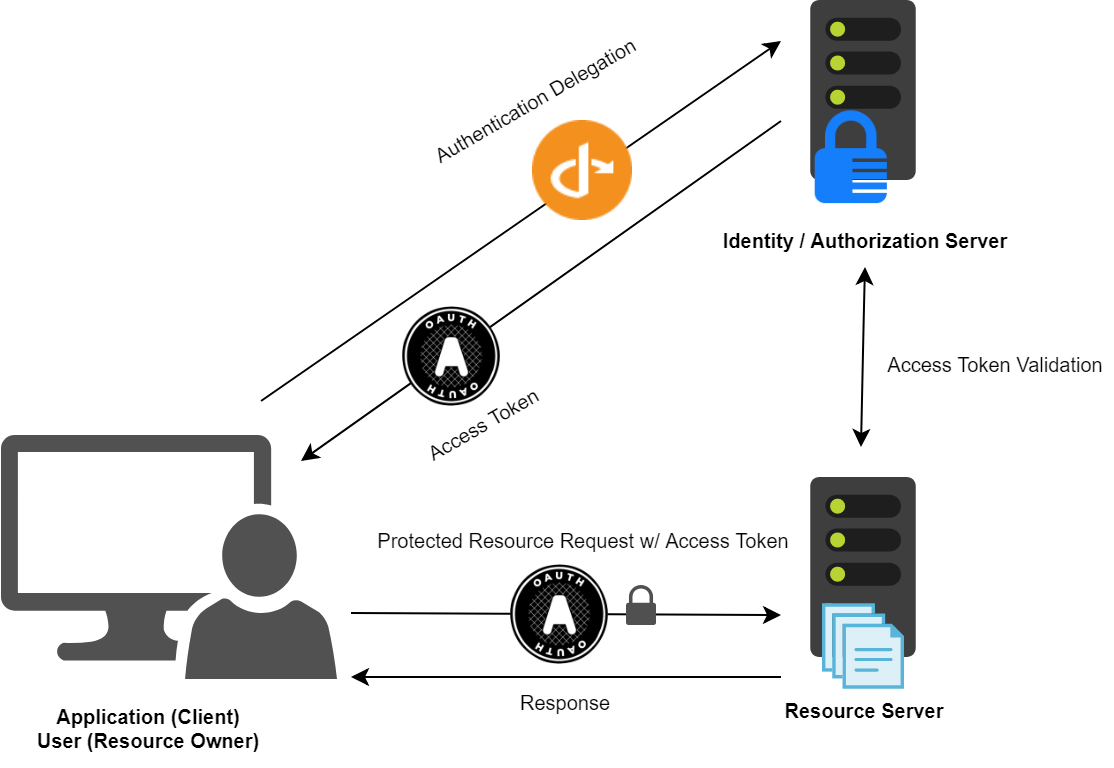 Authentication Delegation
Identity / Authorization Server
OAUTH
A
OAUTH
Access Token
Access Token Validation
Protected Resource Request w/ Access Token
OAUTH
A
OAUTH
Response
Resource Server
Application (Client)
User (Resource Owner)